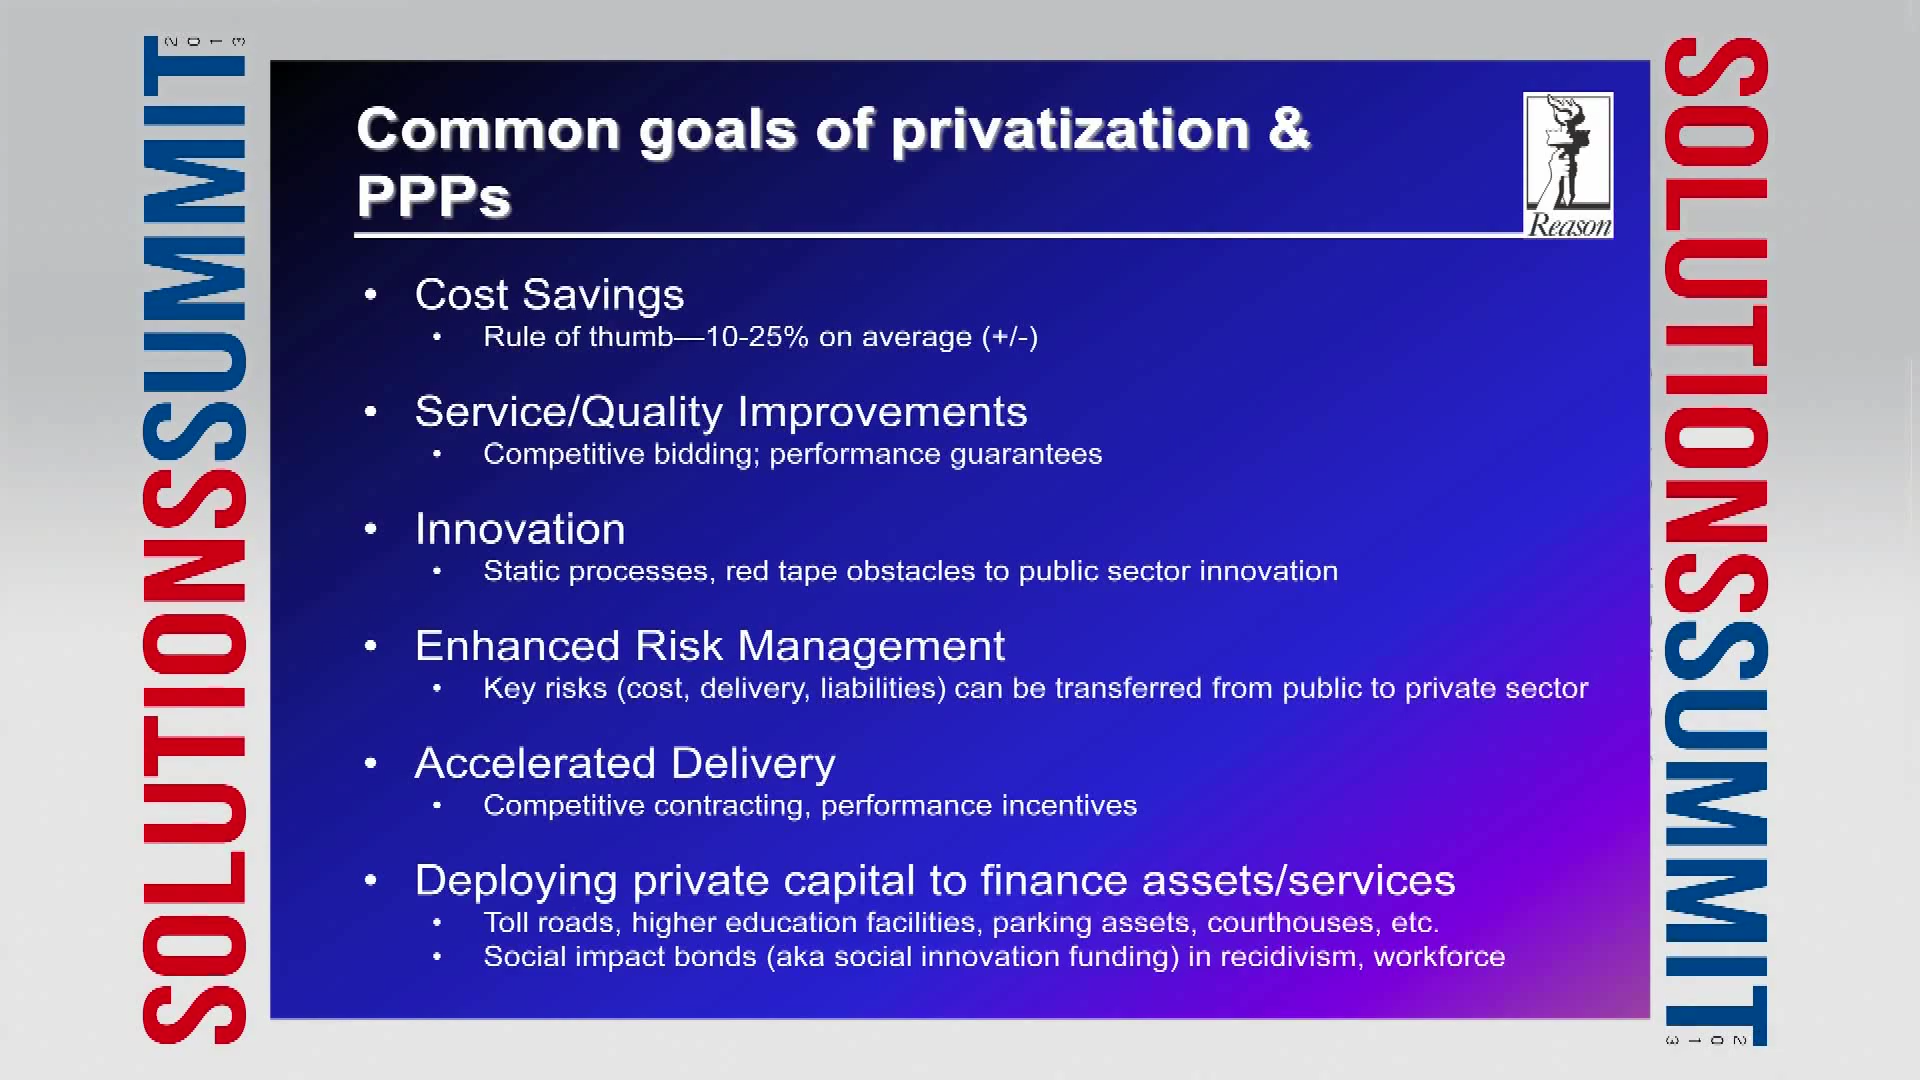 SOLUTIONSSUMMIT
2013
Common goals of privatization &
PPPs
Reason
• Cost Savings
• Rule of thumb—10-25% on average (+/-)
• Service/Quality Improvements
• Competitive bidding; performance guarantees
• Innovation
• Static processes, red tape obstacles to public sector innovation
• Enhanced Risk Management
• Key risks (cost, delivery, liabilities) can be transferred from public to private sector
• Accelerated Delivery
• Competitive contracting, performance incentives
• Deploying private capital to finance assets/services
• Toll roads, higher education facilities, parking assets, courthouses, etc.
• Social impact bonds (aka social innovation funding) in recidivism, workforce
SOLUTIONSSUMMIT
2013